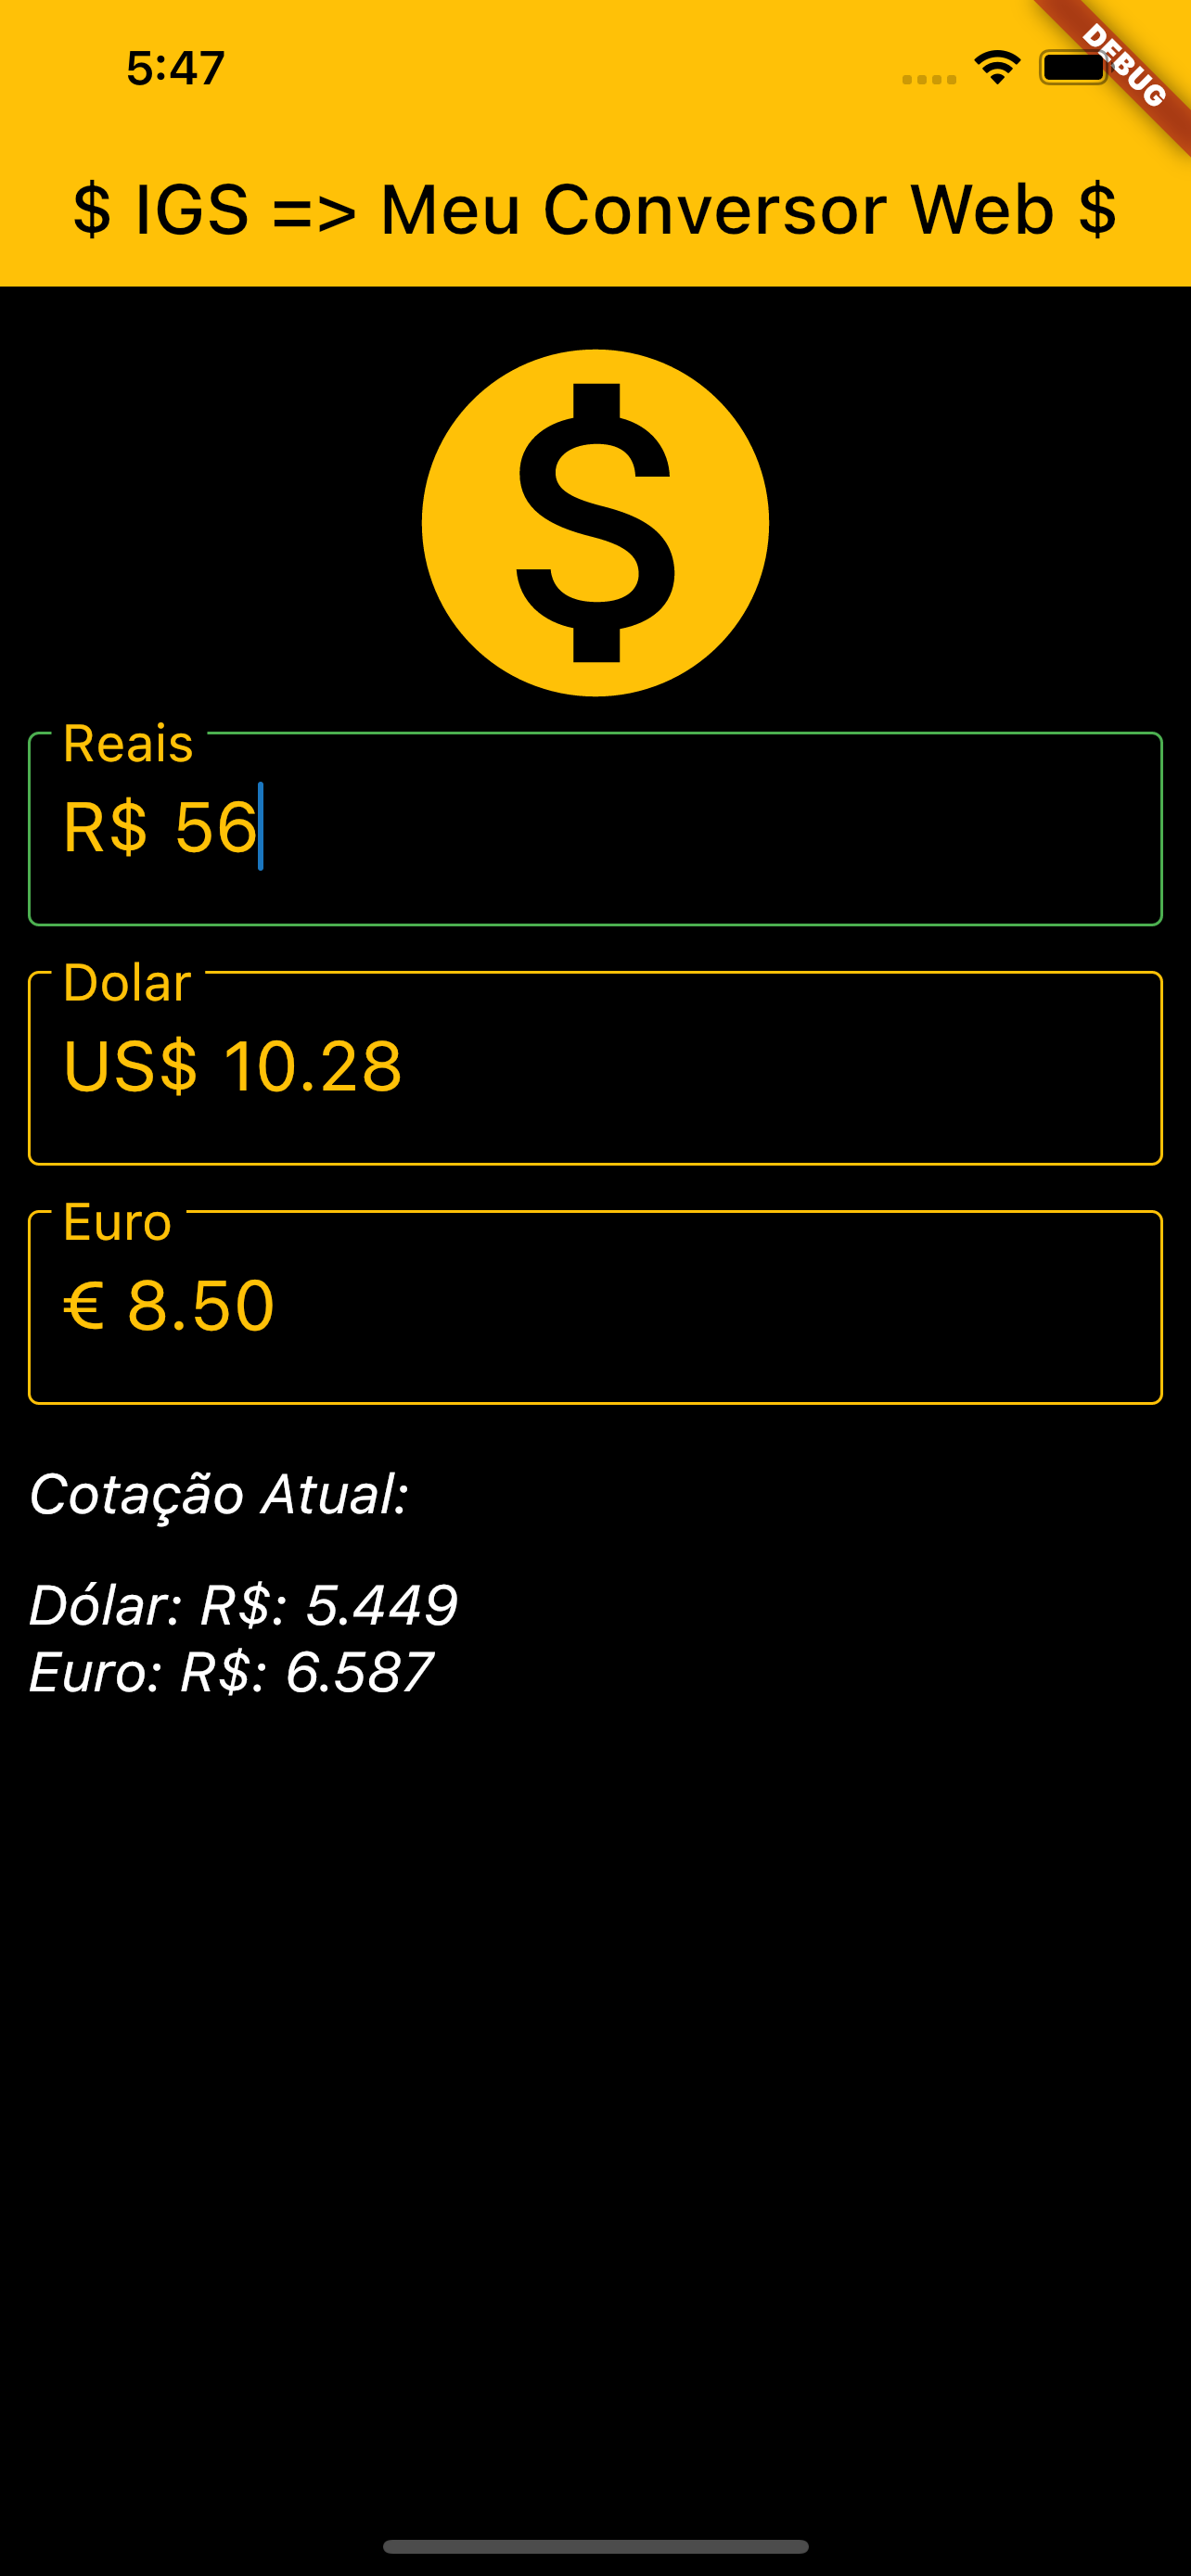 5:47
DEBUG
$ IGS => Meu Conversor Web $
$
Reais
R$ 56
Dolar
US$ 10.28
Euro
€ 8.50
Cotação Atual:
Dólar: R$: 5.449
Euro: R$: 6.587